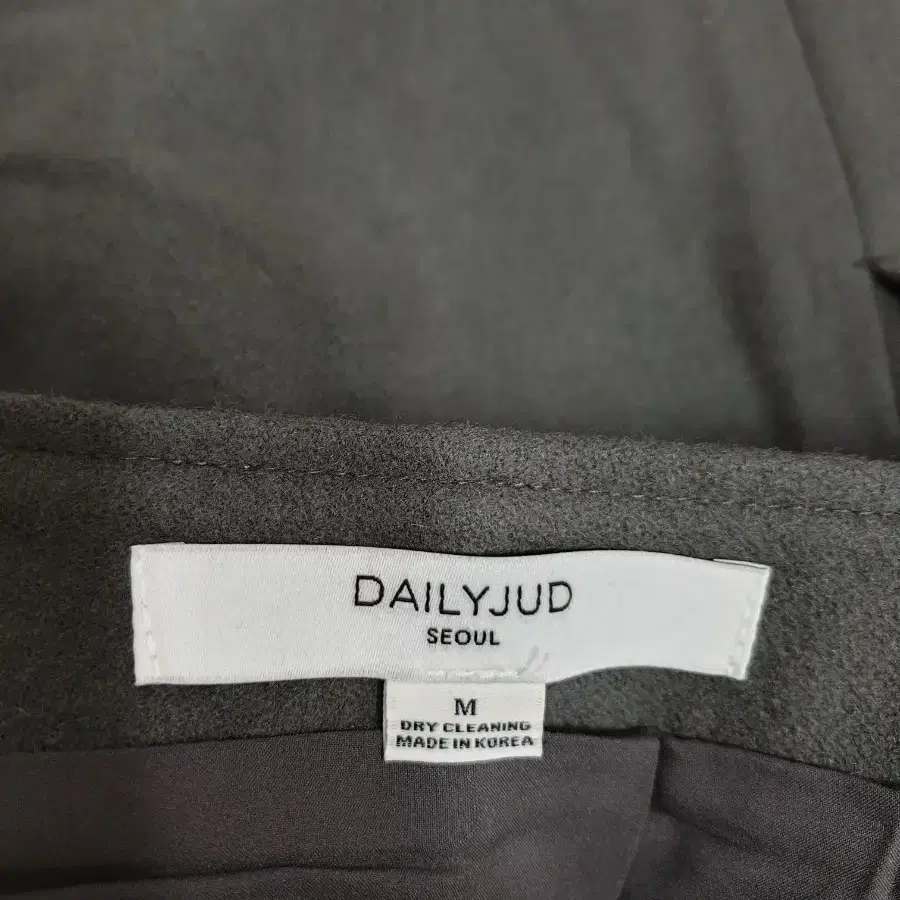 DAILYJUD
SEOUL
M
DRY CLEANING
MADE IN KOREA